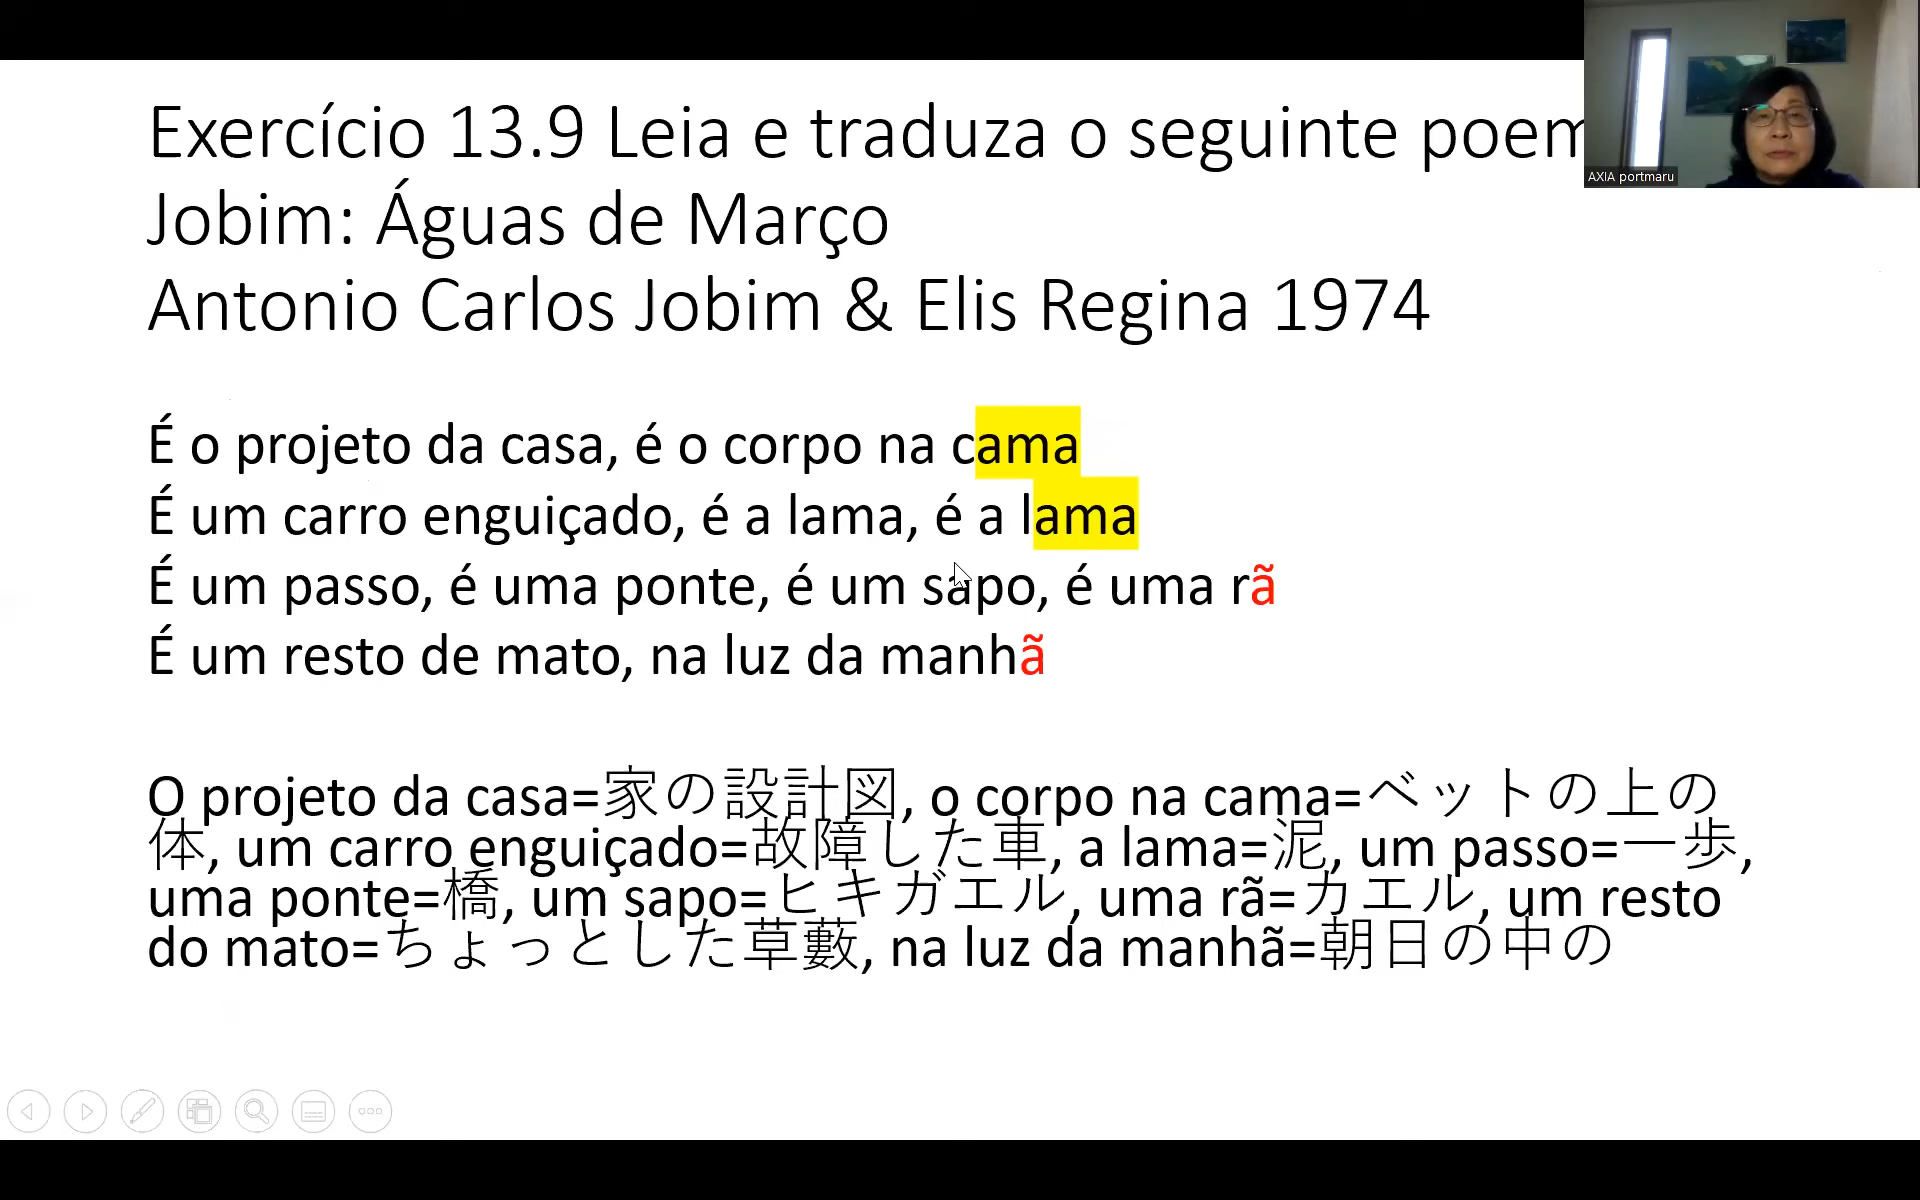 Exercício 13.9 Leia e traduza o seguinte poem
Jobim: Águas de Março
Antonio Carlos Jobim & Elis Regina 1974
AXIA portmaru
É o projeto da casa, é o corpo na cama
É um carro enguiçado, é a lama, é a lama
É um passo, é uma ponte, é um sapo, é uma rã
É um resto de mato, na luz da manhã
O projeto da casa=家の設計図, o corpo na cama=ベットの上の
体, um carro enguiçado=故障した車, a lama=泥, um passo=一歩,
uma ponte=橋, um sapo=ヒキガエル, uma rã=カエル, um resto
do mato=ちょっとした草藪, na luz da manhã=朝日の中の